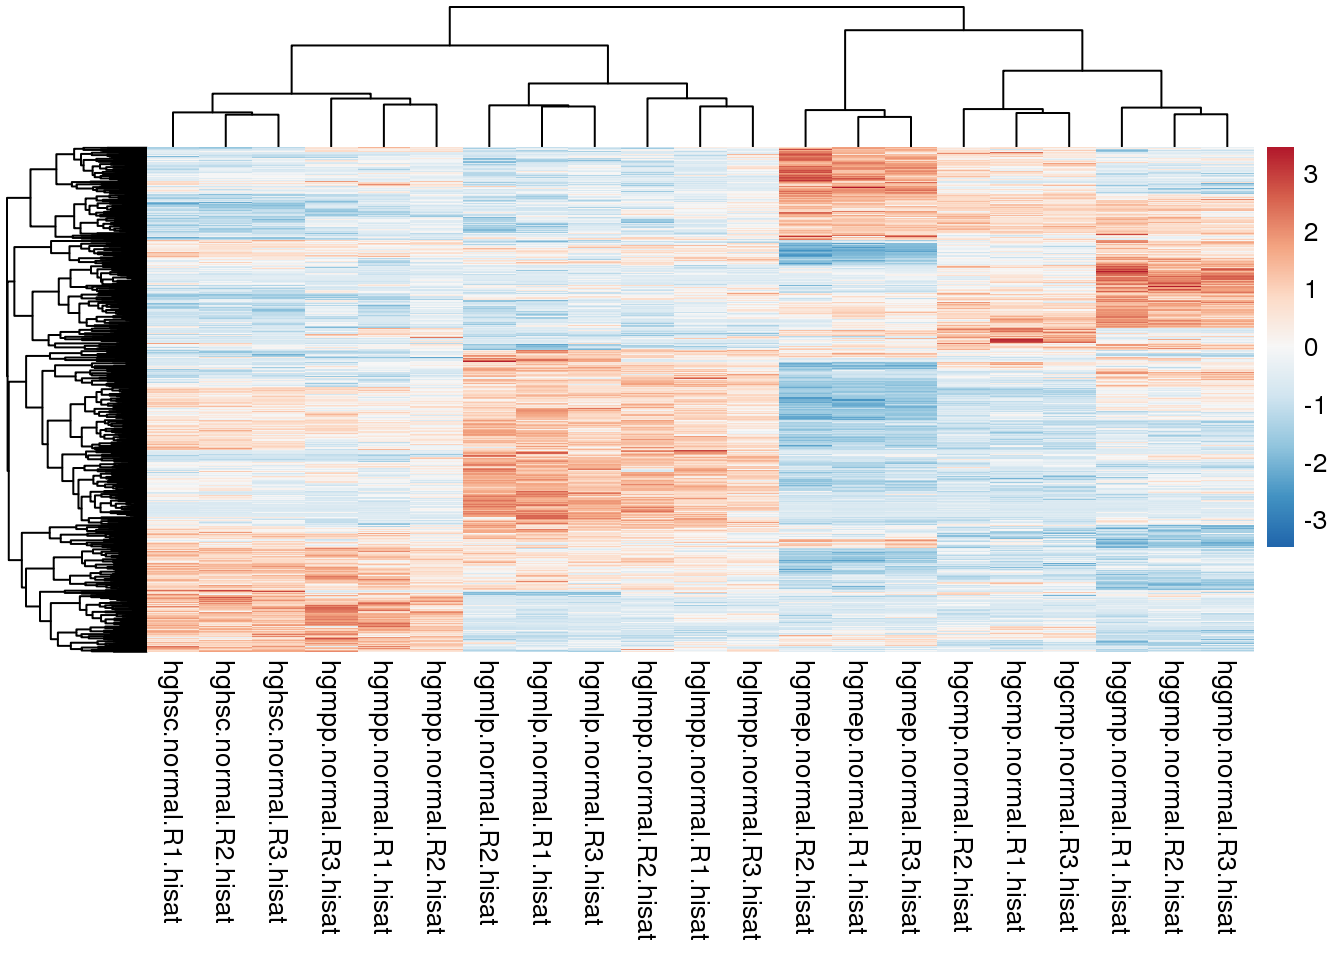 3
2
1
0
-1
-2
-3
hghsc.normal.R1.hisat
hghsc.normal.R2.hisat
hghsc.normal.R3.hisat
hgmpp.normal.R3.hisat
hgmpp.normal.R1.hisat
hgmpp.normal.R2.hisat
hgmlp.normal.R2.hisat
hgmlp.normal.R1.hisat
hgmlp.normal.R3.hisat
hglmpp.normal.R2.hisat
hglmpp.normal.R1.hisat
hglmpp.normal.R3.hisat
hgmep.normal.R2.hisat
hgmep.normal.R1.hisat
hgmep.normal.R3.hisat
hgcmp.normal.R2.hisat
hgcmp.normal.R1.hisat
hgcmp.normal.R3.hisat
hggmp.normal.R1.hisat
hggmp.normal.R2.hisat
hggmp.normal.R3.hisat